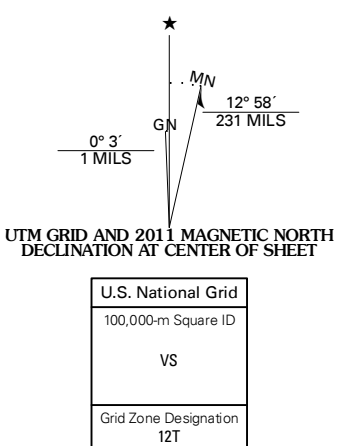 ★
MN
GN
12° 58´
231 MILS
0° 3´
1 MILS
UTM GRID AND 2011 MAGNETIC NORTH
DECLINATION AT CENTER OF SHEET
U.S. National Grid
100,000-m Square ID
VS
Grid Zone Designation
12T